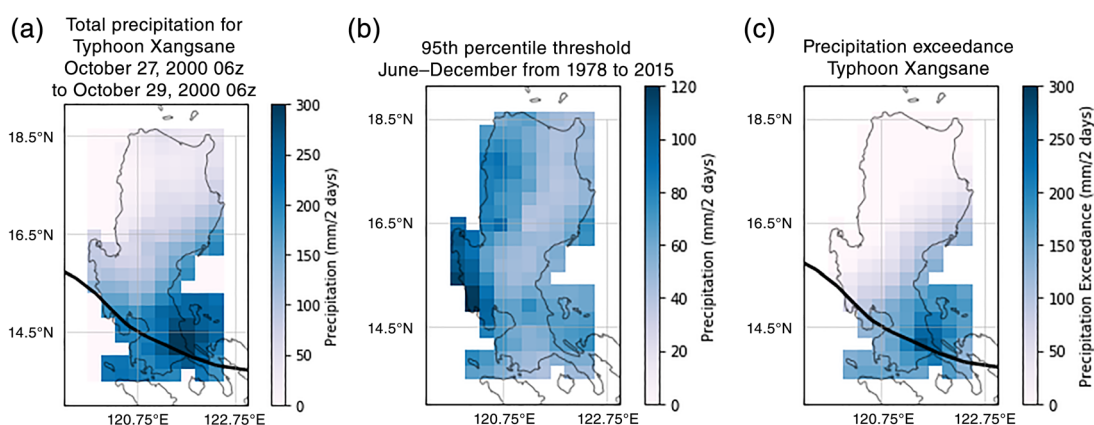 (a)
Total precipitation for
Typhoon Xangsane
October 27, 2000 06z
to October 29, 2000 06z
18.5°N
16.5°N
14.5°N
120.75°E
122.75°E
300
250
200
150
100
50
0
Precipitation (mm/2 days)
(b)
95th percentile threshold
June–December from 1978 to 2015
18.5°N
16.5°N
14.5°N
120.75°E
122.75°E
120
100
80
60
40
20
0
Precipitation (mm/2 days)
(c)
Precipitation exceedance
Typhoon Xangsane
18.5°N
16.5°N
14.5°N
120.75°E
122.75°E
300
250
200
150
100
50
0
Precipitation Exceedance (mm/2 days)